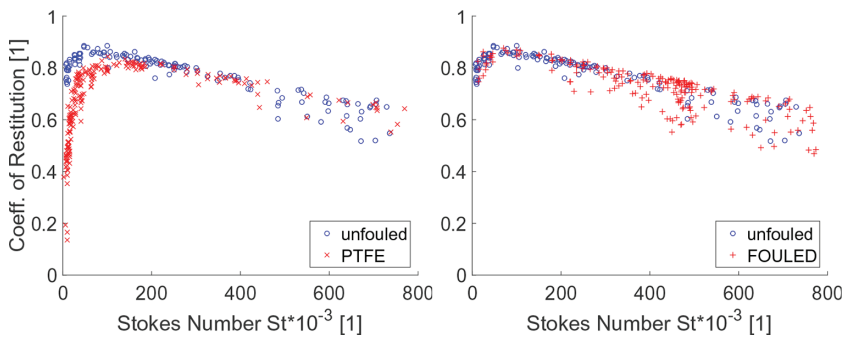 Coeff. of Restitution [1]
1
0.8
0.6
0.4
0.2
0
0 200 400 600 800
Stokes Number St*10⁻³ [1]
unfouled
PTFE
1
0.8
0.6
0.4
0.2
0
0 200 400 600 800
Stokes Number St*10⁻³ [1]
unfouled
FOULED